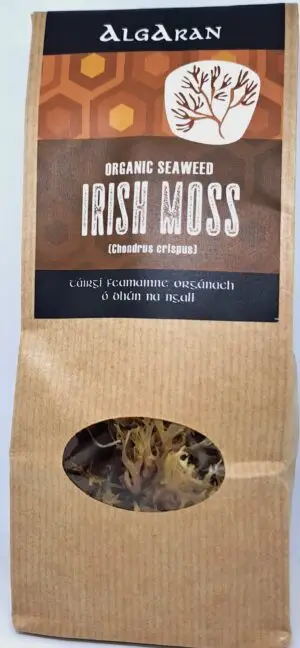 ALGARAN
ORGANIC SEAWEED
IRISH MOSS
(Chondrus crispus)
táirgí feamainne orgánach
ó dhún na ngall